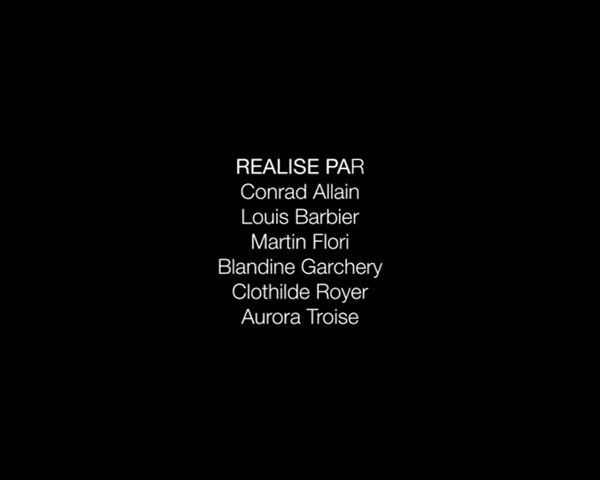 REALISE PAR
Conrad Allain
Louis Barbier
Martin Flori
Blandine Garchery
Clothilde Royer
Aurora Troise